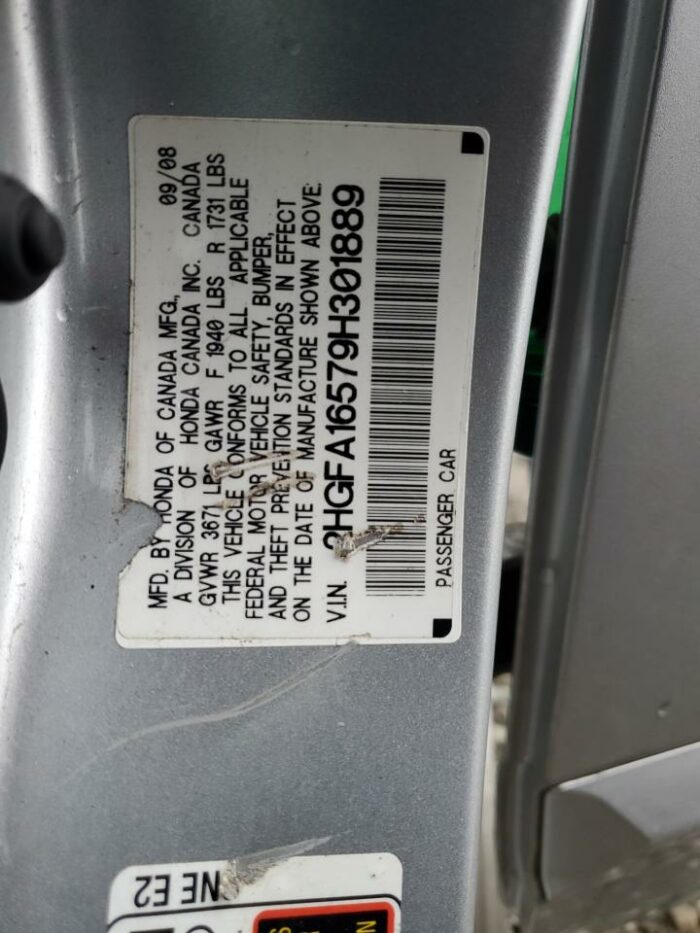 MFD. BY HONDA OF CANADA MFG., 09/08
A DIVISION OF HONDA CANADA INC. CANADA
GVWR 3671 LBS GAWR F 1940 LBS R 1731 LBS
THIS VEHICLE CONFORMS TO ALL APPLICABLE
FEDERAL MOTOR VEHICLE SAFETY, BUMPER,
AND THEFT PREVENTION STANDARDS IN EFFECT
ON THE DATE OF MANUFACTURE SHOWN ABOVE
V.I.N. 2HGFA16579H301889
PASSENGER CAR
NE E2